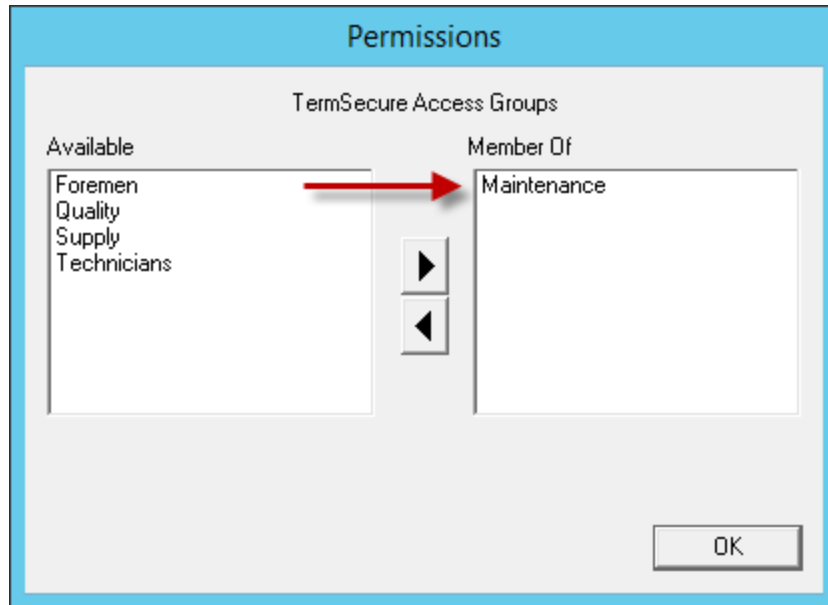 Permissions
TermSecure Access Groups
Available
Member Of
Foremen
Quality
Supply
Technicians
Maintenance
OK